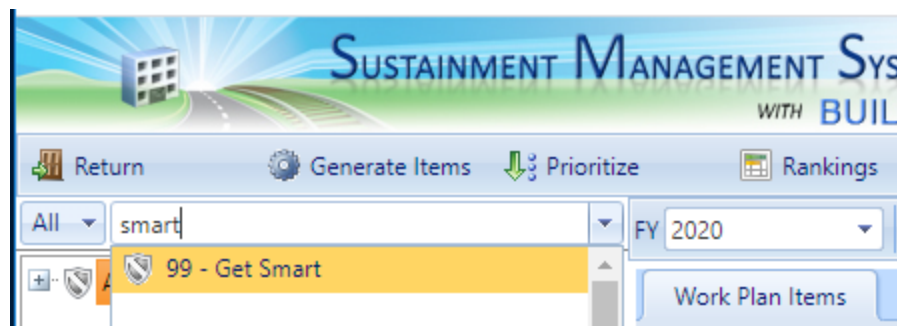 SUSTAINMENT MANAGEMENT SYS
WITH BUIL
Return Generate Items Prioritize Rankings
All smart FY 2020
99 - Get Smart
Work Plan Items